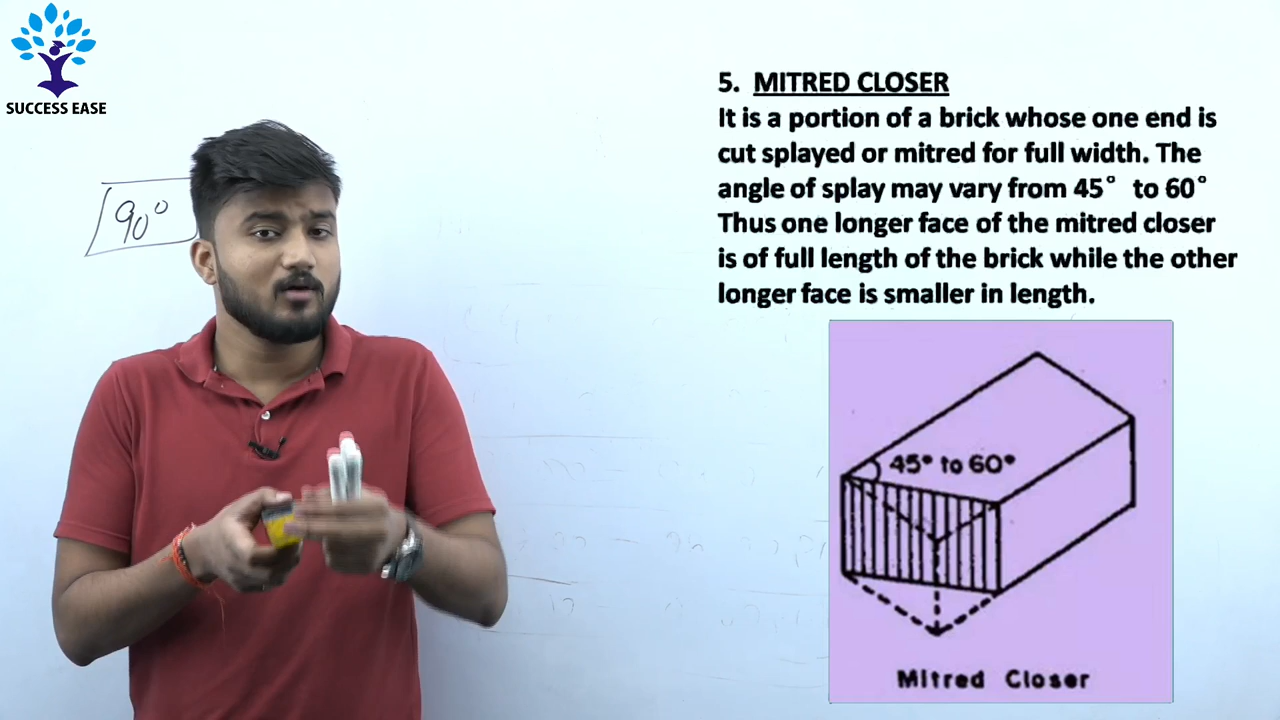 SUCCESS EASE
90°
5. MITRED CLOSER
It is a portion of a brick whose one end is
cut splayed or mitred for full width. The
angle of splay may vary from 45° to 60°
Thus one longer face of the mitred closer
is of full length of the brick while the other
longer face is smaller in length.
45° to 60°
Mitred Closer